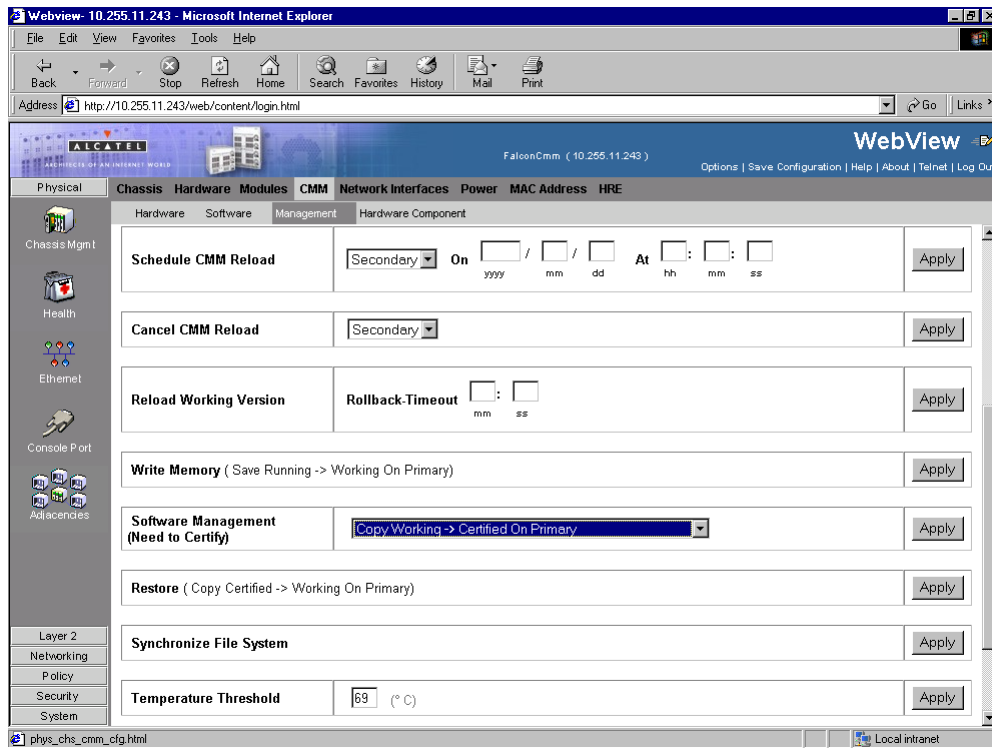 Webview- 10.255.11.243 - Microsoft Internet Explorer
File Edit View Favorites Tools Help
Back Forward Stop Refresh Home Search Favorites History Mail Print
Address http://10.255.11.243/web/content/login.html Go Links
ALCATEL
ARCHITECTS OF AN INTERNET WORLD
FalconCmm ( 10.255.11.243 )
WebView
Options | Save Configuration | Help | About | Telnet | Log Out
Physical
Chassis Hardware Modules CMM Network Interfaces Power MAC Address HRE
Hardware Software Management Hardware Component
Chassis Mgmt
Health
Ethernet
Console Port
Adjacencies
Layer 2
Networking
Policy
Security
System
Schedule CMM Reload Secondary On / / At : : Apply
yyyy mm dd hh mm ss
Cancel CMM Reload Secondary Apply
Reload Working Version Rollback-Timeout : Apply
mm ss
Write Memory ( Save Running -> Working On Primary) Apply
Software Management
(Need to Certify) Copy Working -> Certified On Primary Apply
Restore ( Copy Certified -> Working On Primary) Apply
Synchronize File System Apply
Temperature Threshold 69 (° C) Apply
phys_chs_cmm_cfg.html Local intranet